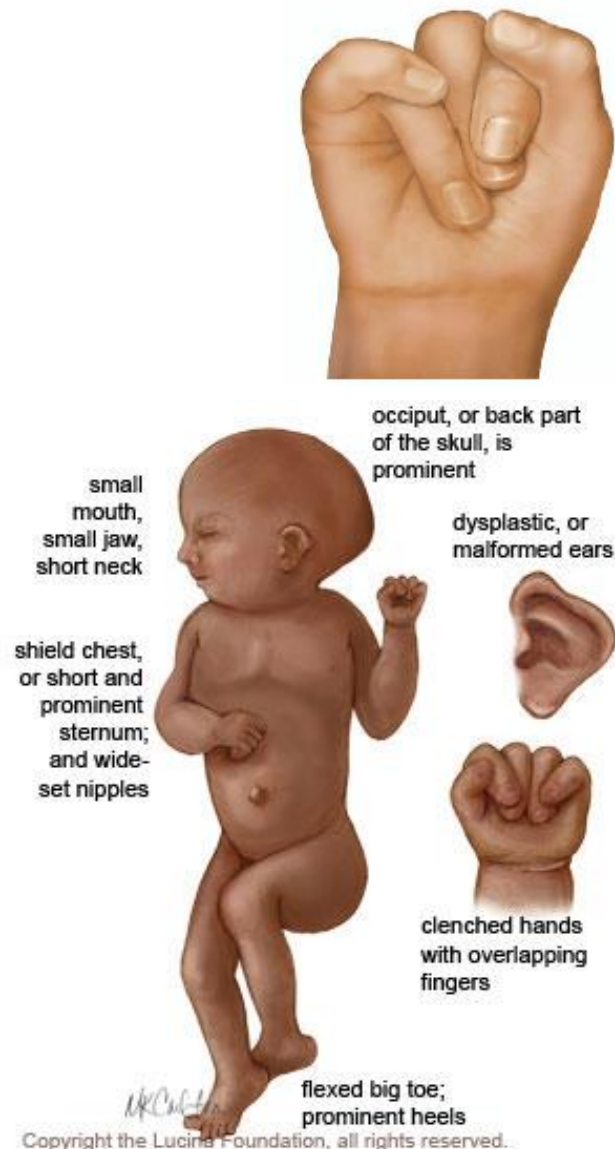 occiput, or back part
of the skull, is
prominent
small
mouth,
small jaw,
short neck
dysplastic, or
malformed ears
shield chest,
or short and
prominent
sternum;
and wide-
set nipples
clenched hands
with overlapping
fingers
flexed big toe;
prominent heels
Copyright the Lucina Foundation, all rights reserved.